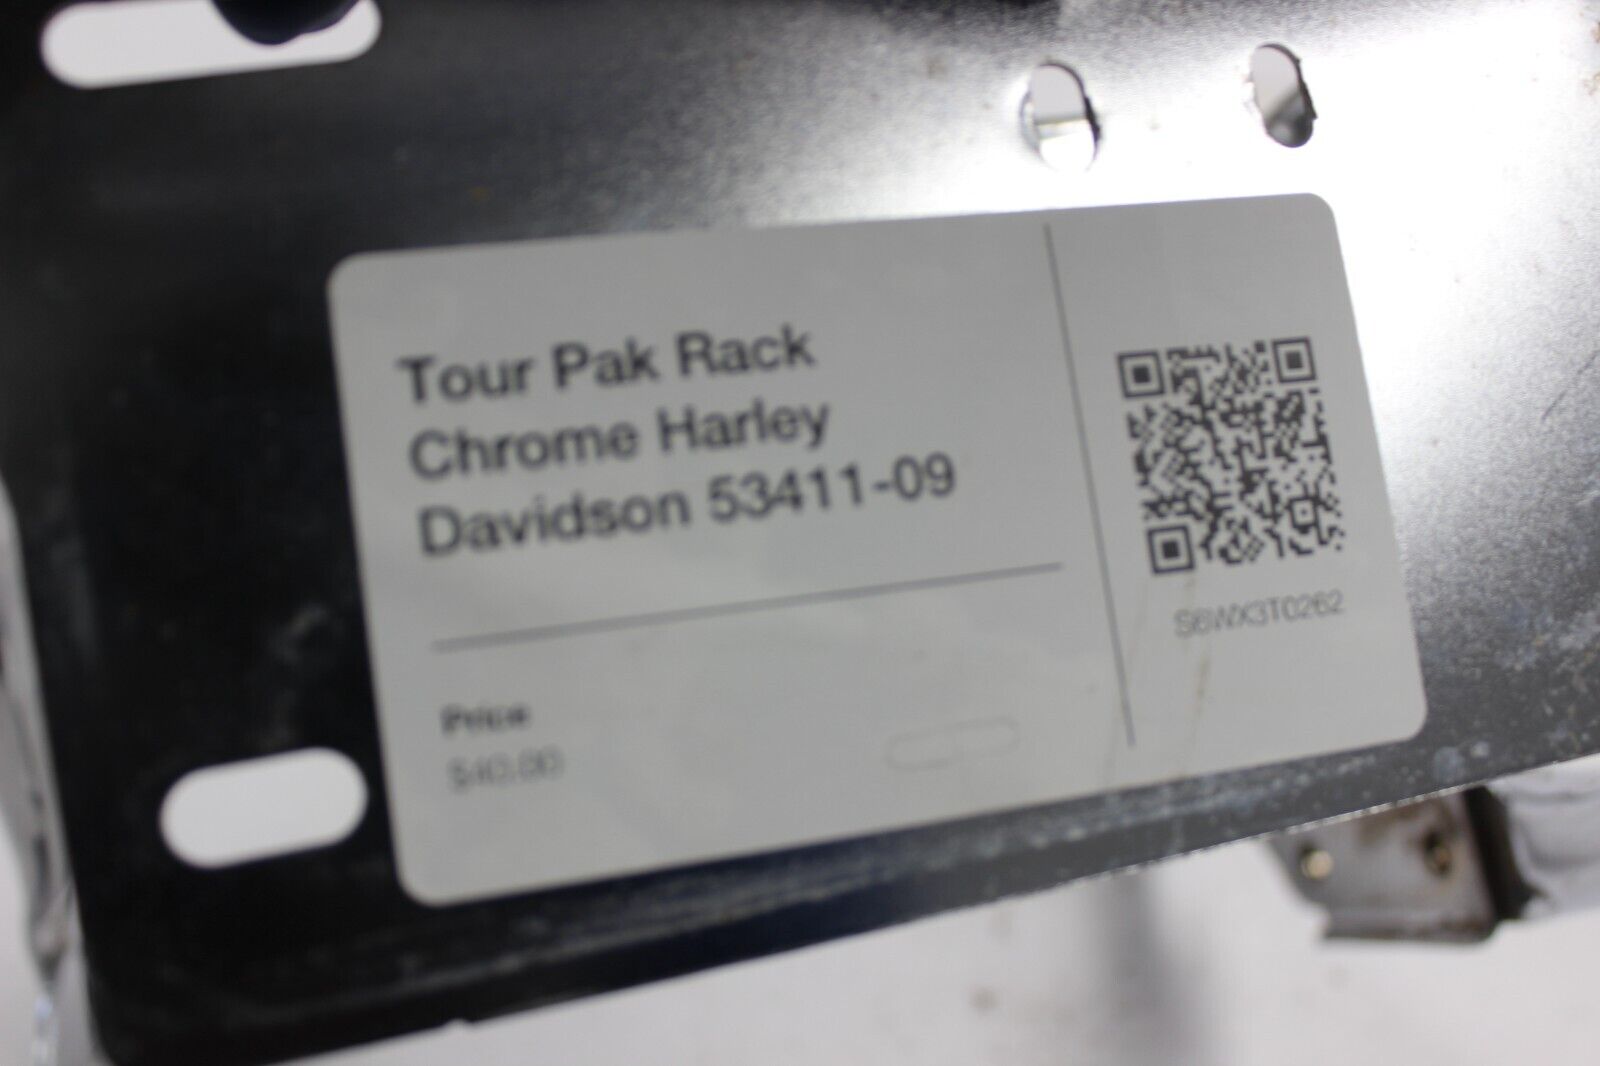 Tour Pak Rack
Chrome Harley
Davidson 53411-09
Price
$40.00
S6WX3T0262